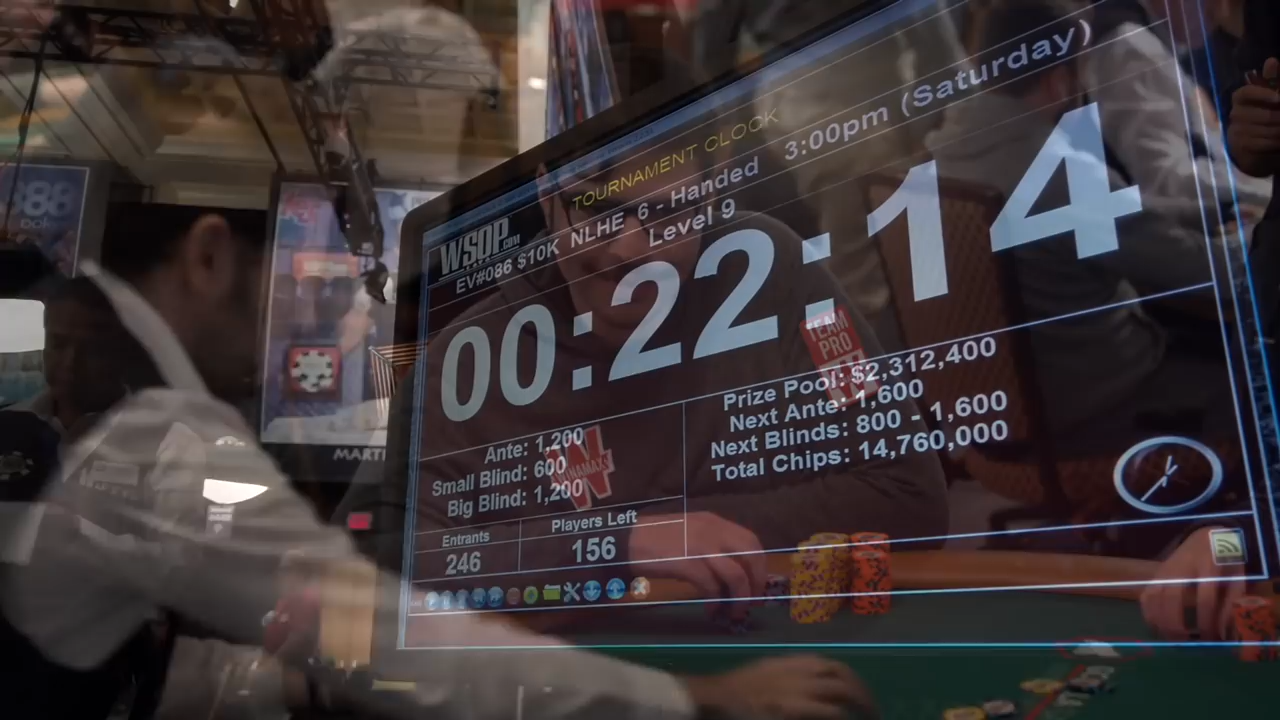 TOURNAMENT CLOCK
WSOP.COM
EV#086 $10K NLHE 6 - Handed 3:00pm (Saturday)
Level 9
00:22:14
Ante: 1,200
Small Blind: 600
Big Blind: 1,200
Prize Pool: $2,312,400
Next Ante: 1,600
Next Blinds: 800 - 1,600
Total Chips: 14,760,000
Entrants
246
Players Left
156
TEAM
PRO
W
WINAMAX
888
MARTI